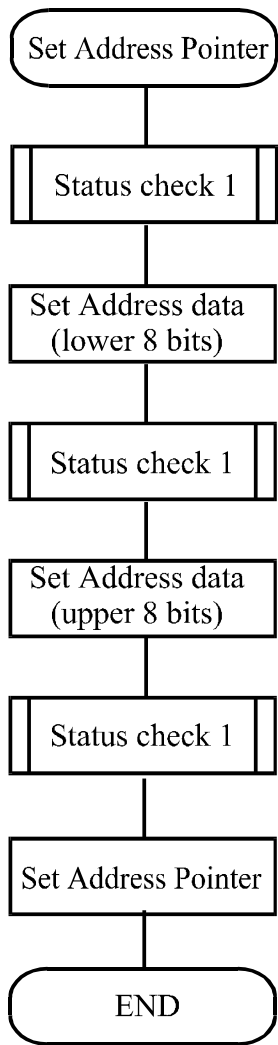 Set Address Pointer
Status check 1
Set Address data
(lower 8 bits)
Status check 1
Set Address data
(upper 8 bits)
Status check 1
Set Address Pointer
END